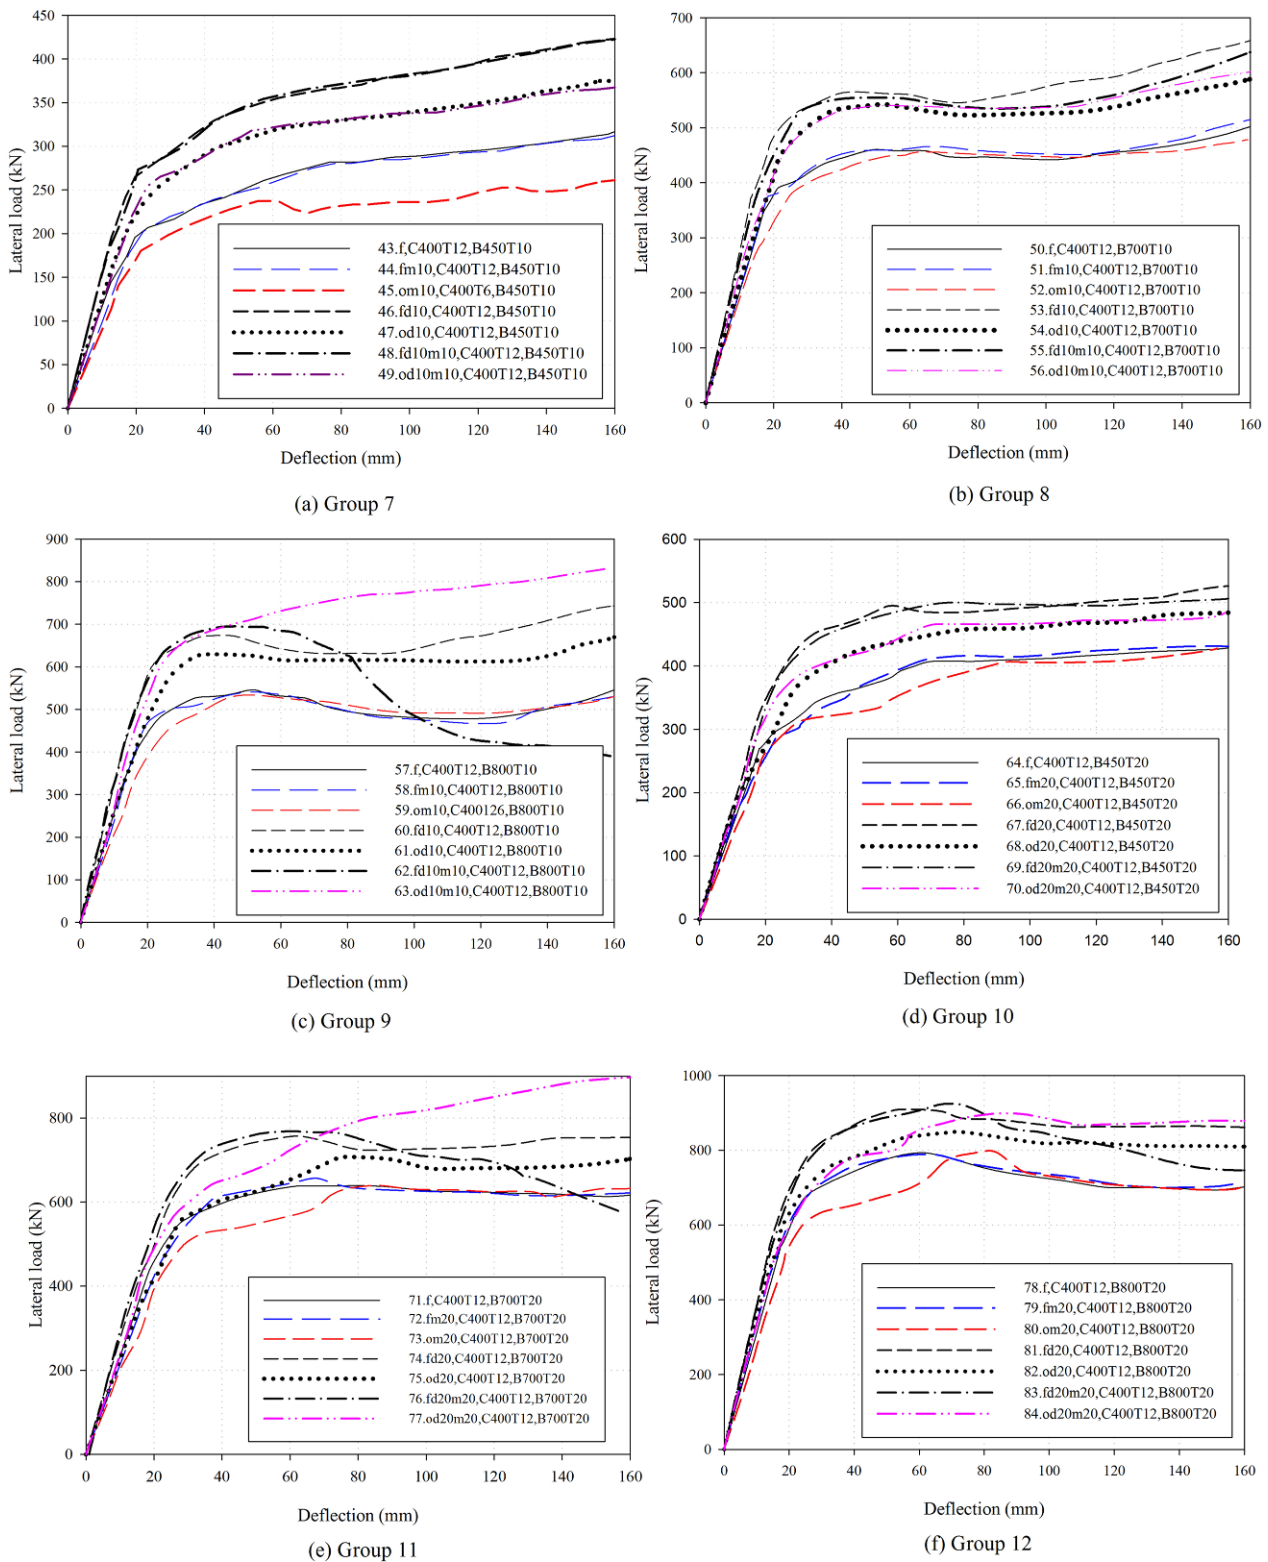 450
400
350
300
250
200
150
100
50
0
Lateral load (kN)
43.f,C400T12,B450T10
44.fm10,C400T12,B450T10
45.om10,C400T6,B450T10
46.fd10,C400T12,B450T10
47.od10,C400T12,B450T10
48.fd10m10,C400T12,B450T10
49.od10m10,C400T12,B450T10
0 20 40 60 80 100 120 140 160
Deflection (mm)
(a) Group 7
700
600
500
400
300
200
100
0
Lateral load (kN)
50.f,C400T12,B700T10
51.fm10,C400T12,B700T10
52.om10,C400T12,B700T10
53.fd10,C400T12,B700T10
54.od10,C400T12,B700T10
55.fd10m10,C400T12,B700T10
56.od10m10,C400T12,B700T10
0 20 40 60 80 100 120 140 160
Deflection (mm)
(b) Group 8
900
800
700
600
500
400
300
200
100
0
Lateral load (kN)
57.f,C400T12,B800T10
58.fm10,C400T12,B800T10
59.om10,C400126,B800T10
60.fd10,C400T12,B800T10
61.od10,C400T12,B800T10
62.fd10m10,C400T12,B800T10
63.od10m10,C400T12,B800T10
0 20 40 60 80 100 120 140 160
Deflection (mm)
(c) Group 9
600
500
400
300
200
100
0
Lateral load (kN)
64.f,C400T12,B450T20
65.fm20,C400T12,B450T20
66.om20,C400T12,B450T20
67.fd20,C400T12,B450T20
68.od20,C400T12,B450T20
69.fd20m20,C400T12,B450T20
70.od20m20,C400T12,B450T20
0 20 40 60 80 100 120 140 160
Deflection (mm)
(d) Group 10
800
600
400
200
0
Lateral load (kN)
71.f,C400T12,B700T20
72.fm20,C400T12,B700T20
73.om20,C400T12,B700T20
74.fd20,C400T12,B700T20
75.od20,C400T12,B700T20
76.fd20m20,C400T12,B700T20
77.od20m20,C400T12,B700T20
0 20 40 60 80 100 120 140 160
Deflection (mm)
(e) Group 11
1000
800
600
400
200
0
Lateral load (kN)
78.f,C400T12,B800T20
79.fm20,C400T12,B800T20
80.om20,C400T12,B800T20
81.fd20,C400T12,B800T20
82.od20,C400T12,B800T20
83.fd20m20,C400T12,B800T20
84.od20m20,C400T12,B800T20
0 20 40 60 80 100 120 140 160
Deflection (mm)
(f) Group 12